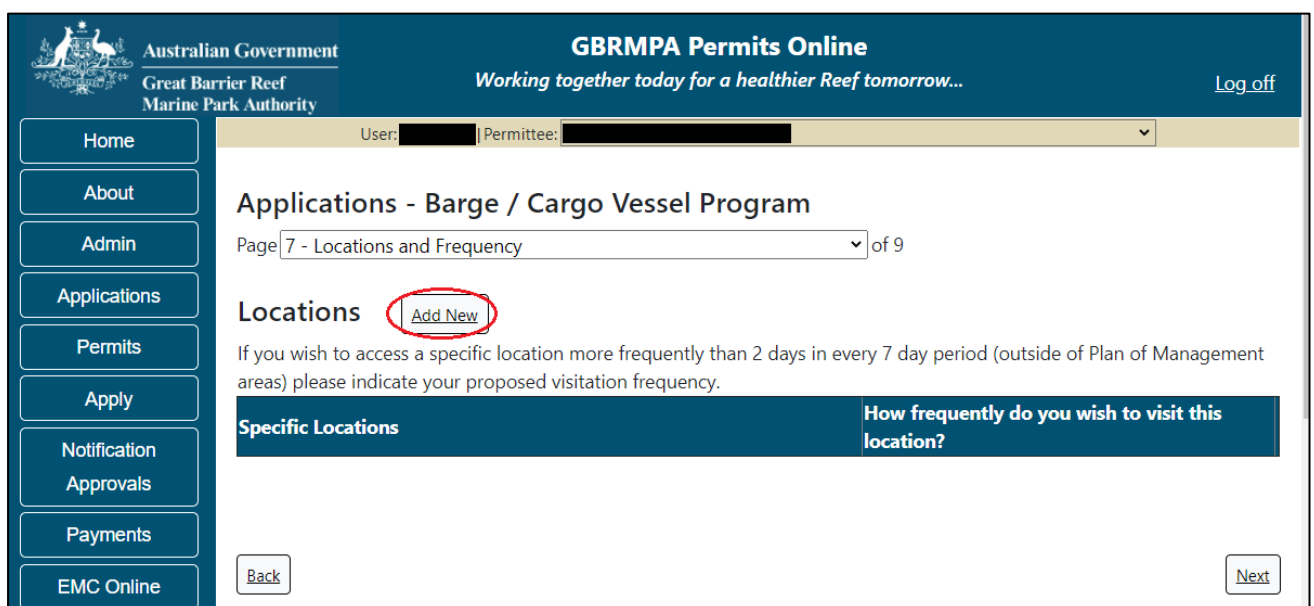 Australian Government
Great Barrier Reef
Marine Park Authority
GBRMPA Permits Online
Working together today for a healthier Reef tomorrow...
Log off
Home
About
Admin
Applications
Permits
Apply
Notification
Approvals
Payments
EMC Online
User: | Permittee:
Applications - Barge / Cargo Vessel Program
Page 7 - Locations and Frequency of 9
Locations Add New
If you wish to access a specific location more frequently than 2 days in every 7 day period (outside of Plan of Management
areas) please indicate your proposed visitation frequency.
Specific Locations
How frequently do you wish to visit this
location?
Back
Next